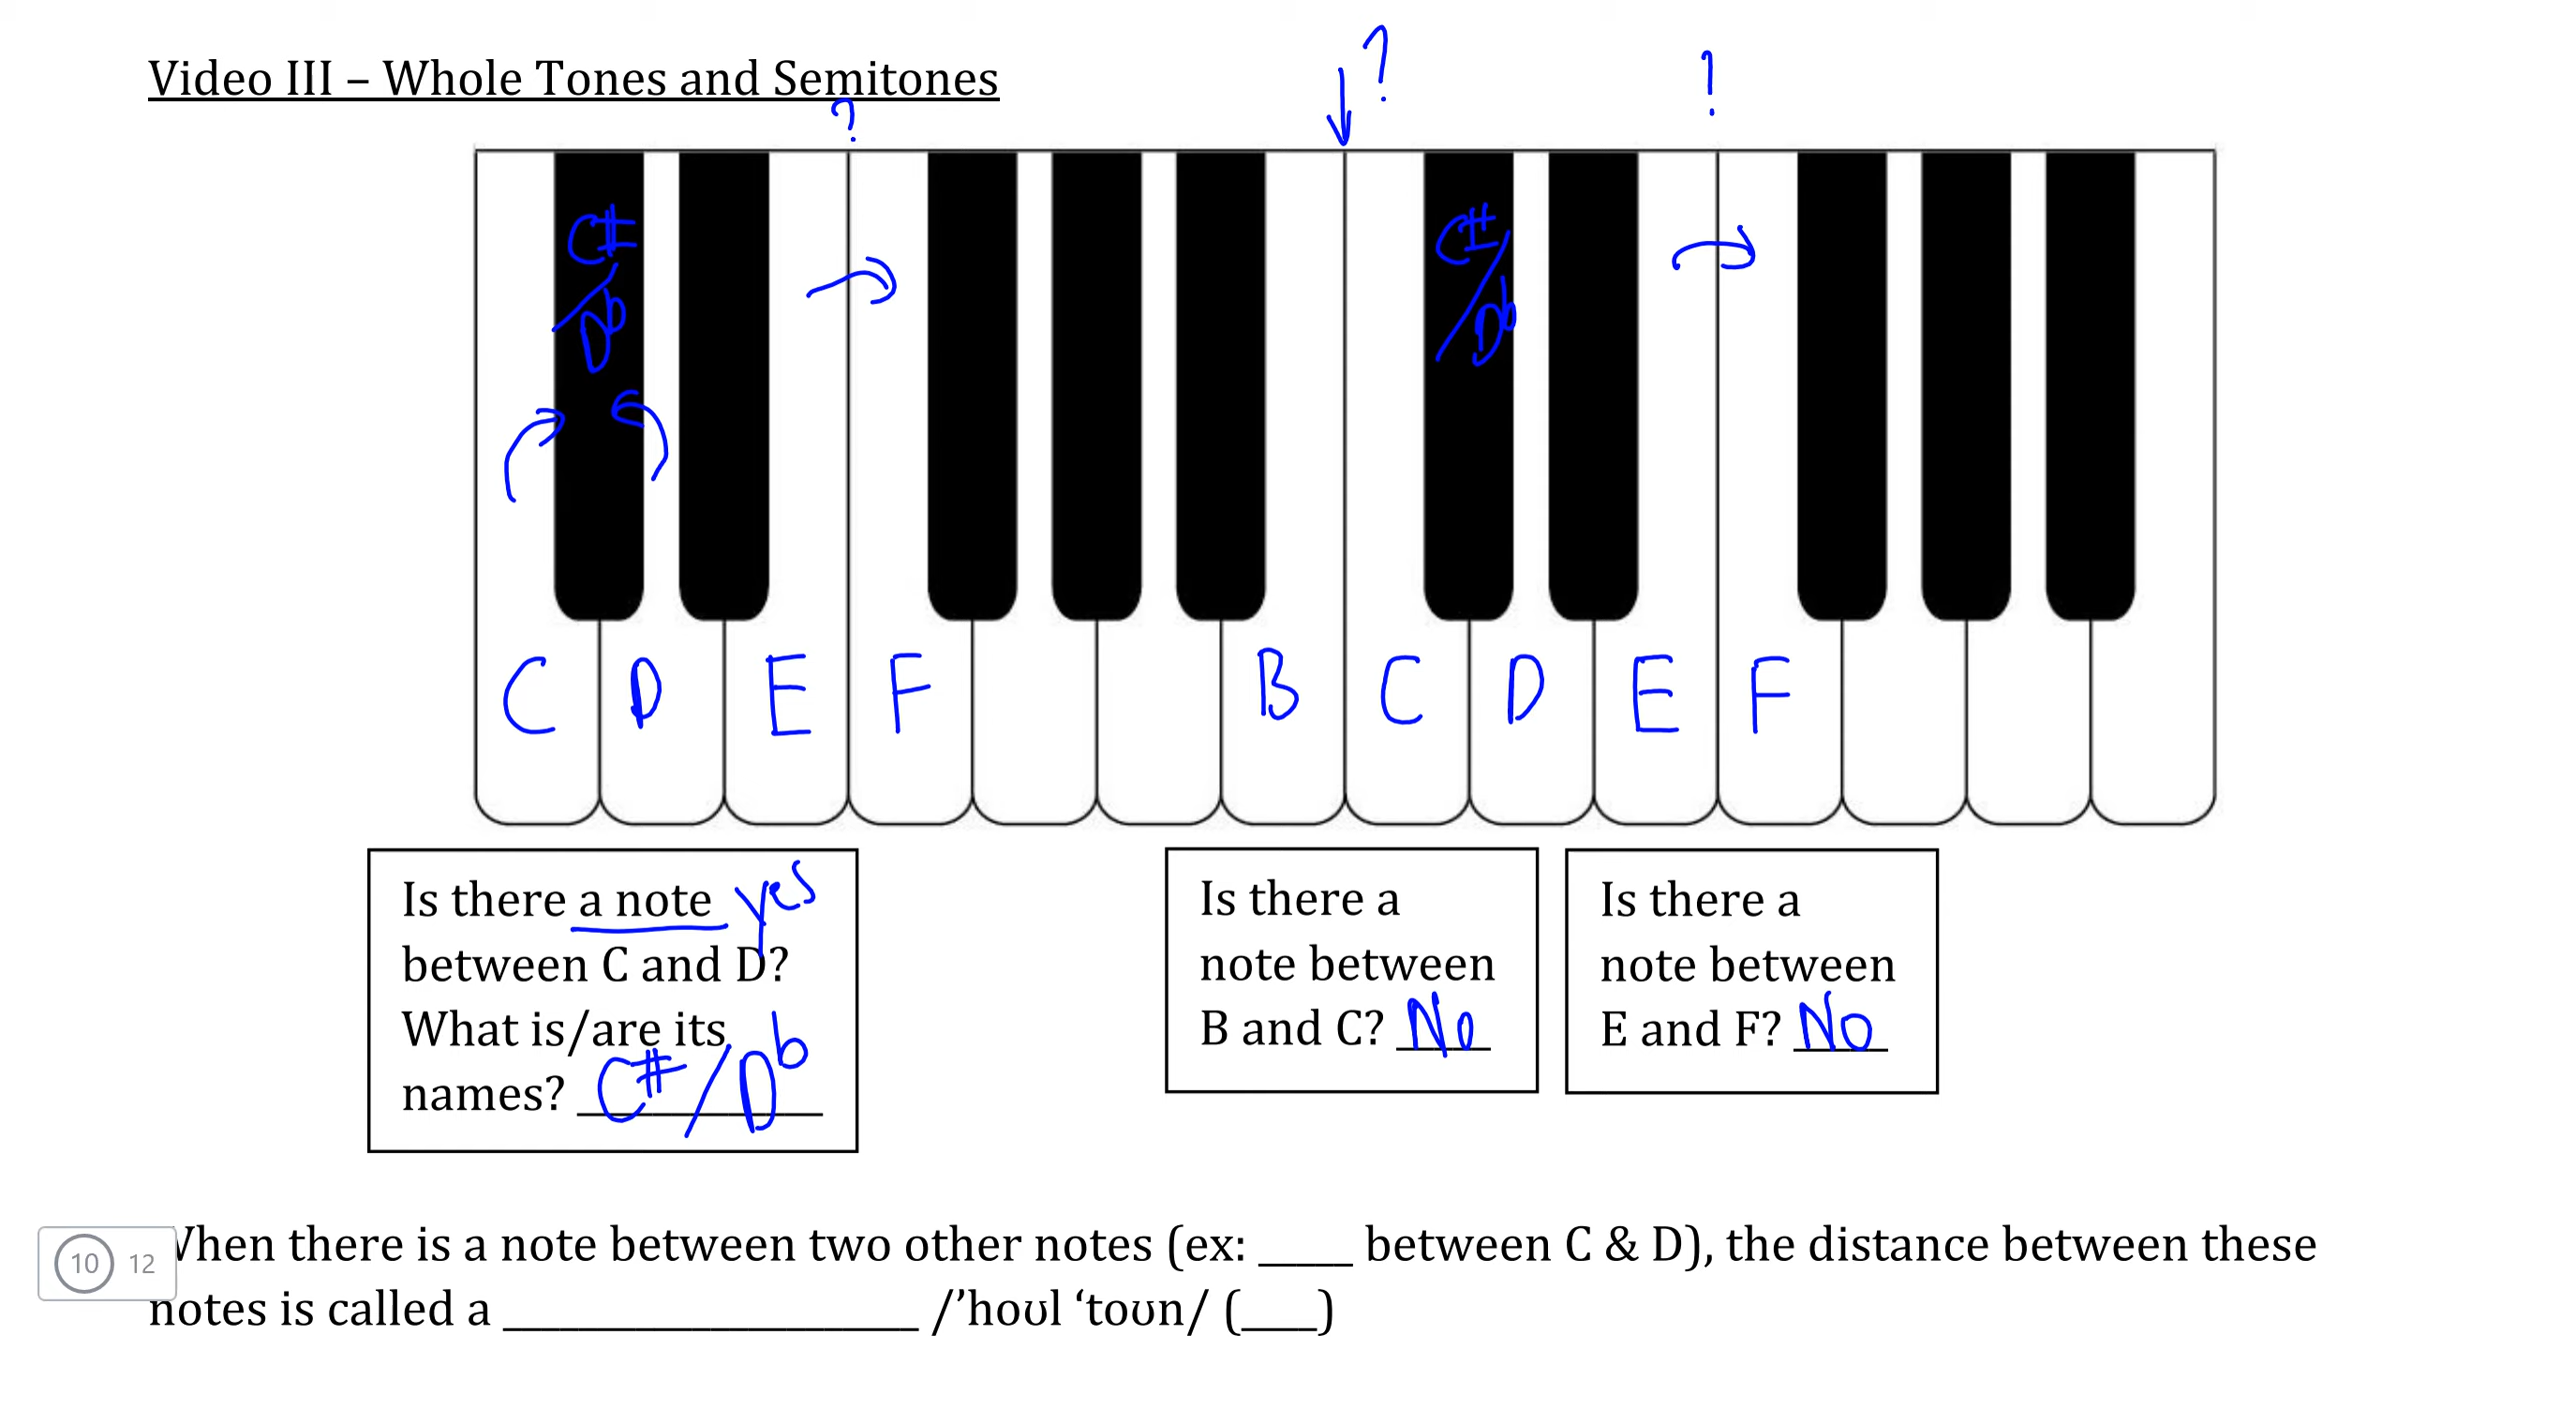 Video III – Whole Tones and Semitones
? ? ?
C# C#
/ /
Db Db
C D E F B C D E F
Is there a note yes
between C and D?
What is/are its
names? C#/Db
Is there a
note between
B and C? No
Is there a
note between
E and F? No
When there is a note between two other notes (ex: _____ between C & D), the distance between these
notes is called a ______________________ /’hoʊl ‘toʊn/ (____)
10 12